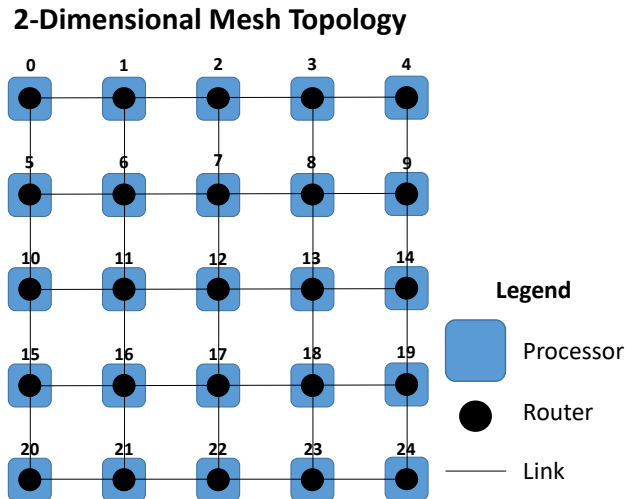 2-Dimensional Mesh Topology
0 1 2 3 4
5 6 7 8 9
10 11 12 13 14
15 16 17 18 19
20 21 22 23 24
Legend
Processor
Router
Link